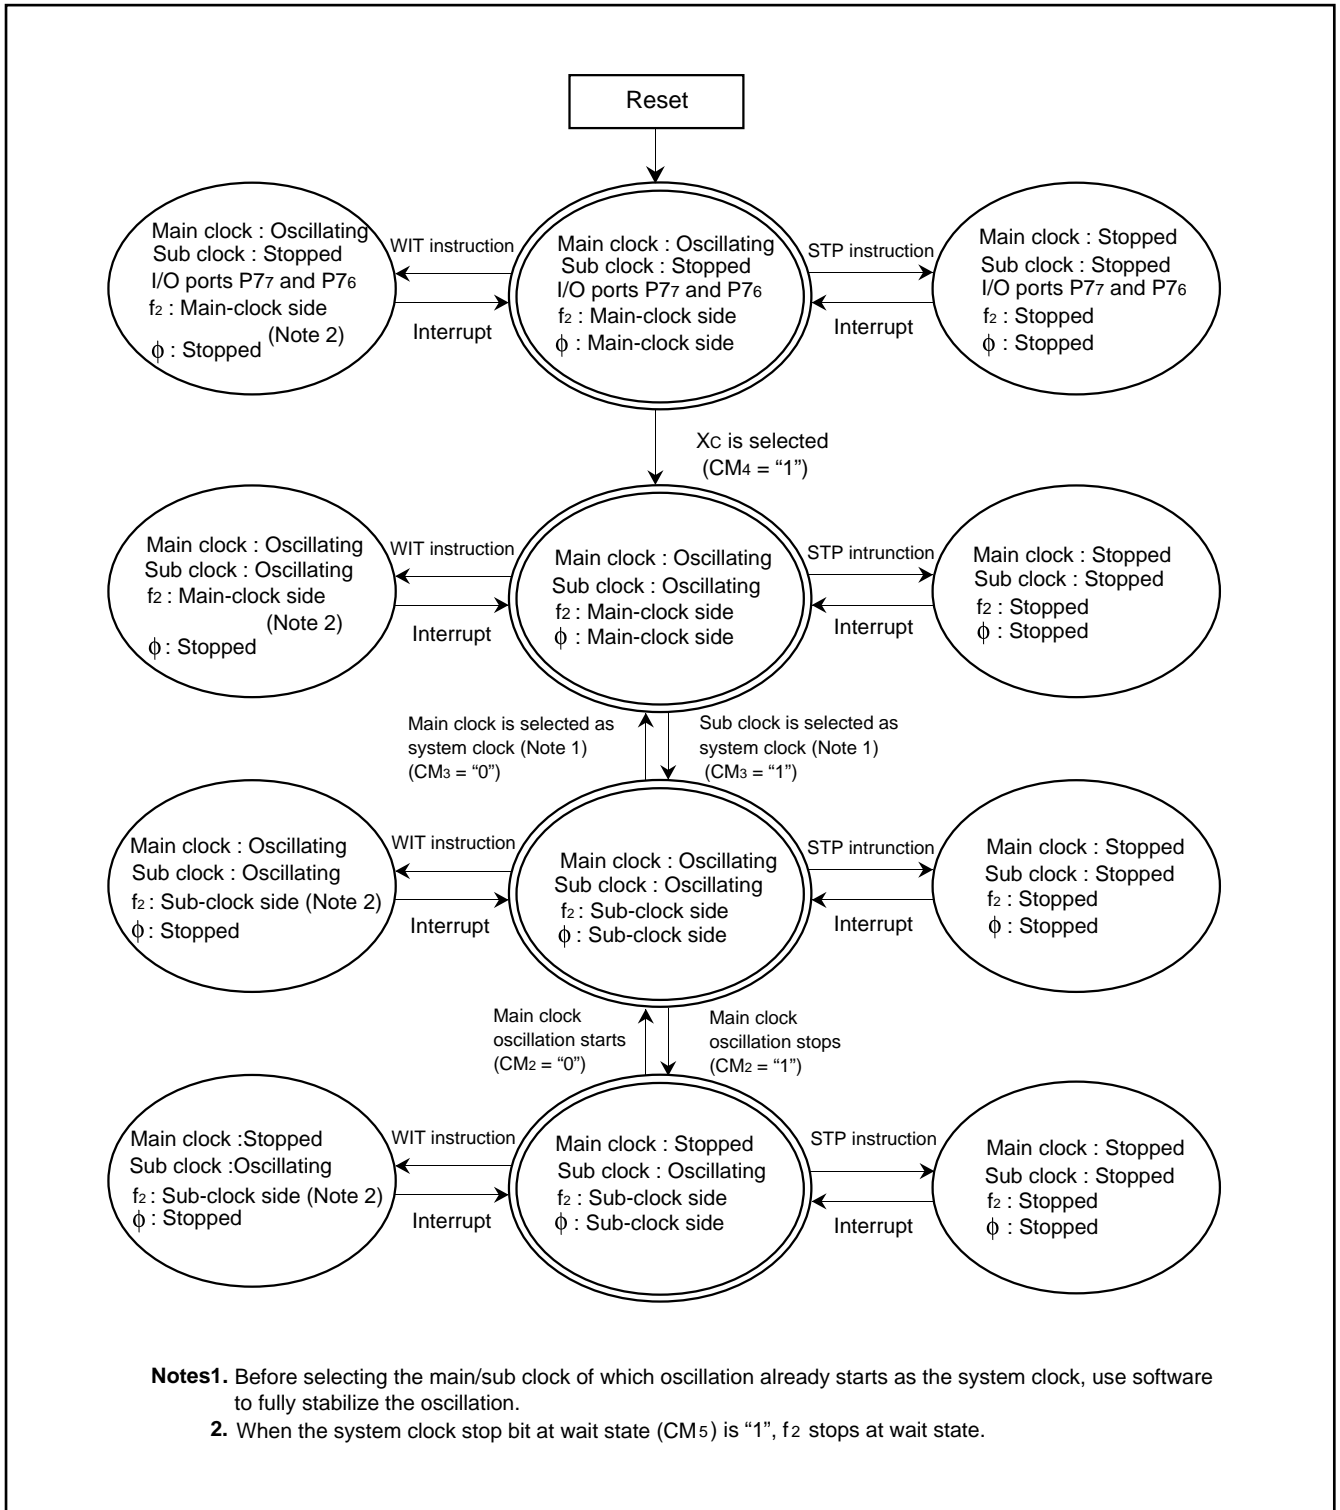 Reset
Main clock : Oscillating
Sub clock : Stopped
I/O ports P77 and P76
f2 : Main-clock side
(Note 2)
ϕ : Stopped
WIT instruction
Interrupt
Main clock : Oscillating
Sub clock : Stopped
I/O ports P77 and P76
f2 : Main-clock side
ϕ : Main-clock side
STP instruction
Interrupt
Main clock : Stopped
Sub clock : Stopped
I/O ports P77 and P76
f2 : Stopped
ϕ : Stopped
XC is selected
(CM4 = “1”)
Main clock : Oscillating
Sub clock : Oscillating
f2 : Main-clock side
(Note 2)
ϕ : Stopped
WIT instruction
Interrupt
Main clock : Oscillating
Sub clock : Oscillating
f2 : Main-clock side
ϕ : Main-clock side
STP intrunction
Interrupt
Main clock : Stopped
Sub clock : Stopped
f2 : Stopped
ϕ : Stopped
Main clock is selected as
system clock (Note 1)
(CM3 = “0”)
Sub clock is selected as
system clock (Note 1)
(CM3 = “1”)
Main clock : Oscillating
Sub clock : Oscillating
f2 : Sub-clock side (Note 2)
ϕ : Stopped
WIT instruction
Interrupt
Main clock : Oscillating
Sub clock : Oscillating
f2 : Sub-clock side
ϕ : Sub-clock side
STP intrunction
Interrupt
Main clock : Stopped
Sub clock : Stopped
f2 : Stopped
ϕ : Stopped
Main clock
oscillation starts
(CM2 = “0”)
Main clock
oscillation stops
(CM2 = “1”)
Main clock :Stopped
Sub clock :Oscillating
f2 : Sub-clock side (Note 2)
ϕ : Stopped
WIT instruction
Interrupt
Main clock : Stopped
Sub clock : Oscillating
f2 : Sub-clock side
ϕ : Sub-clock side
STP instruction
Interrupt
Main clock : Stopped
Sub clock : Stopped
f2 : Stopped
ϕ : Stopped
Notes1. Before selecting the main/sub clock of which oscillation already starts as the system clock, use software
to fully stabilize the oscillation.
2. When the system clock stop bit at wait state (CM5) is “1”, f2 stops at wait state.